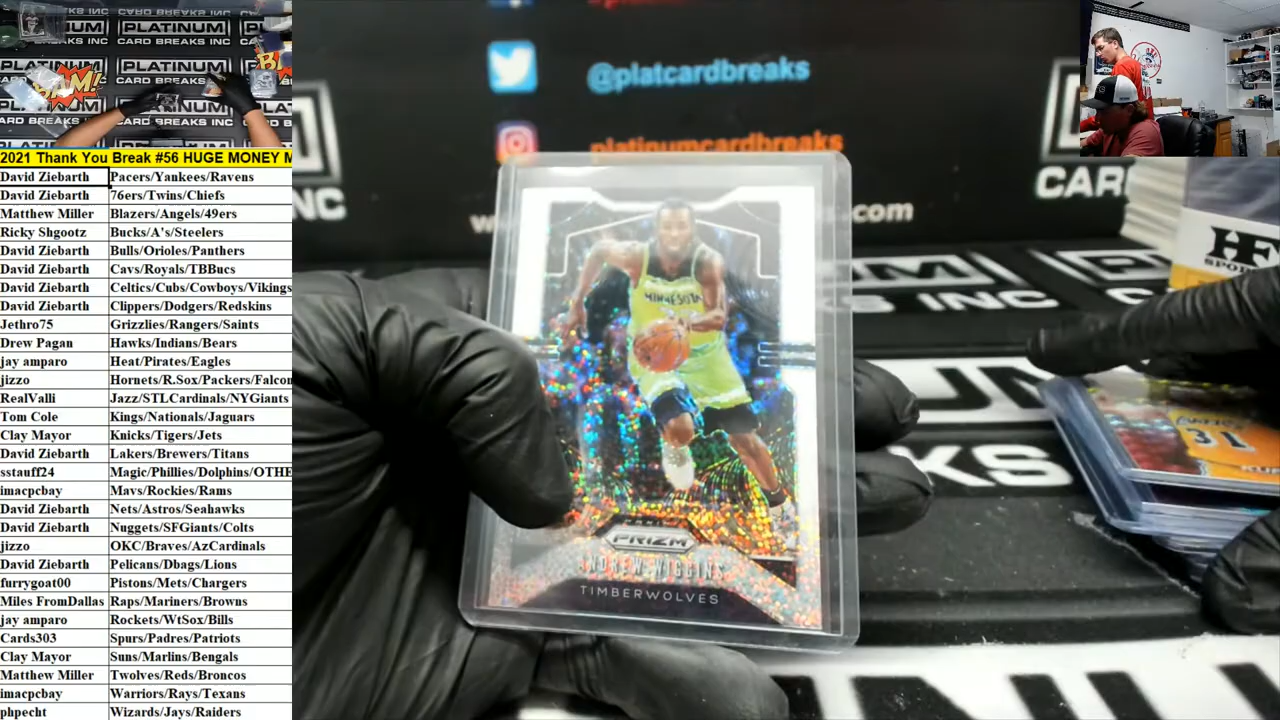 PLATINUM
CARD BREAKS INC
BAM!
2021 Thank You Break #56 HUGE MONEY M
David Ziebarth Pacers/Yankees/Ravens
David Ziebarth 76ers/Twins/Chiefs
Matthew Miller Blazers/Angels/49ers
Ricky Shgootz Bucks/A's/Steelers
David Ziebarth Bulls/Orioles/Panthers
David Ziebarth Cavs/Royals/TBBucs
David Ziebarth Celtics/Cubs/Cowboys/Vikings
David Ziebarth Clippers/Dodgers/Redskins
Jethro75 Grizzlies/Rangers/Saints
Drew Pagan Hawks/Indians/Bears
jay amparo Heat/Pirates/Eagles
jizzo Hornets/R.Sox/Packers/Falcon
RealValli Jazz/STLCardinals/NYGiants
Tom Cole Kings/Nationals/Jaguars
Clay Mayor Knicks/Tigers/Jets
David Ziebarth Lakers/Brewers/Titans
sstauff24 Magic/Phillies/Dolphins/OTHE
imacpcbay Mavs/Rockies/Rams
David Ziebarth Nets/Astros/Seahawks
David Ziebarth Nuggets/SFGiants/Colts
jizzo OKC/Braves/AzCardinals
David Ziebarth Pelicans/Dbags/Lions
furrygoat00 Pistons/Mets/Chargers
Miles FromDallas Raps/Mariners/Browns
jay amparo Rockets/WtSox/Bills
Cards303 Spurs/Padres/Patriots
Clay Mayor Suns/Marlins/Bengals
Matthew Miller Twolves/Reds/Broncos
imacpcbay Warriors/Rays/Texans
phpecht Wizards/Jays/Raiders
@platcardbreaks
platinumcardbreaks
.com
MINNESOTA
PANINI
PRIZM
ANDREW WIGGINS
TIMBERWOLVES
HF
31
KU